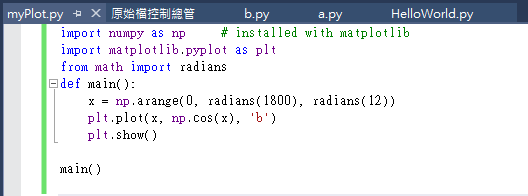 myPlot.py 原始檔控制總管 b.py a.py HelloWorld.py
import numpy as np    # installed with matplotlib
import matplotlib.pyplot as plt
from math import radians
def main():
    x = np.arange(0, radians(1800), radians(12))
    plt.plot(x, np.cos(x), 'b')
    plt.show()

main()